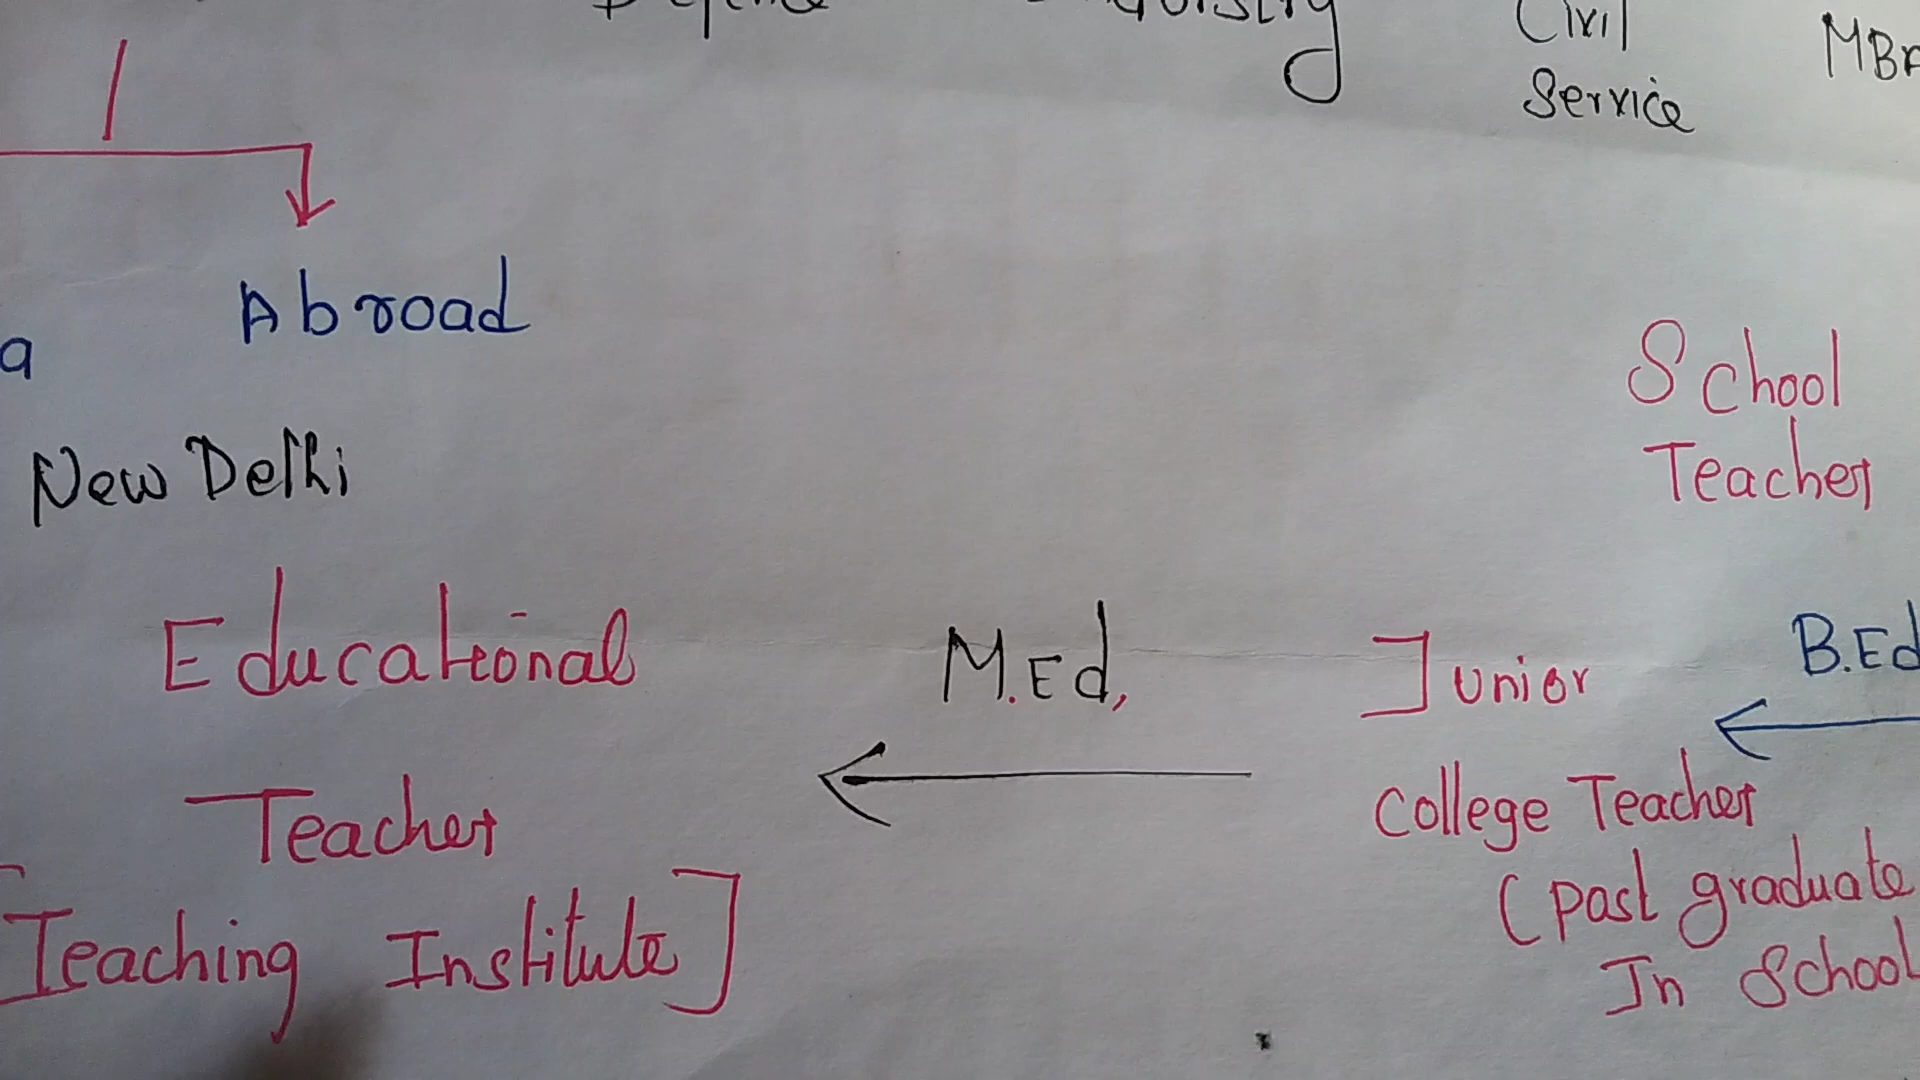 Civil
Service
MBA
Abroad
a
New Delhi
School
Teacher
Educational
Teacher
[Teaching Institute]
M.Ed.
Junior
College Teacher
(Past graduate
In School
B.Ed